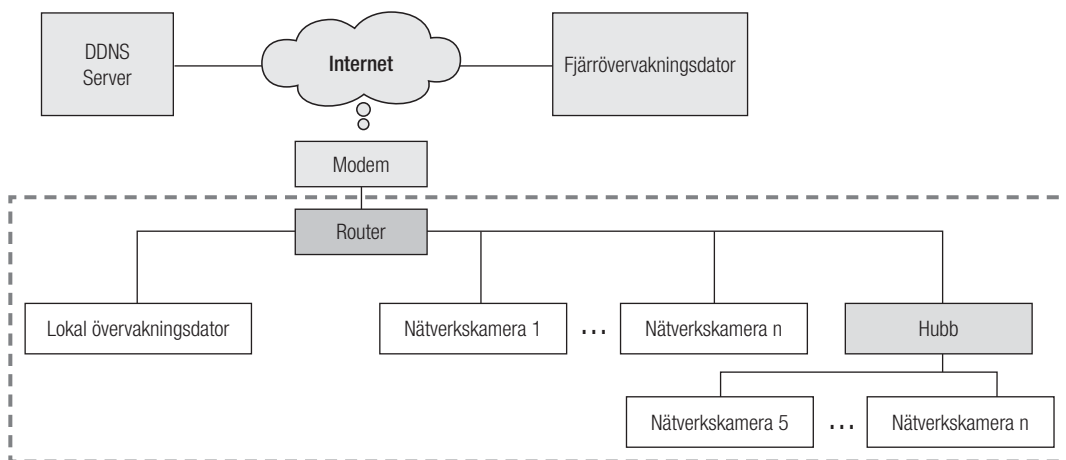 DDNS
Server
Internet
Fjärrövervakningsdator
Modem
Router
Lokal övervakningsdator
Nätverkskamera 1
...
Nätverkskamera n
Hubb
Nätverkskamera 5
...
Nätverkskamera n